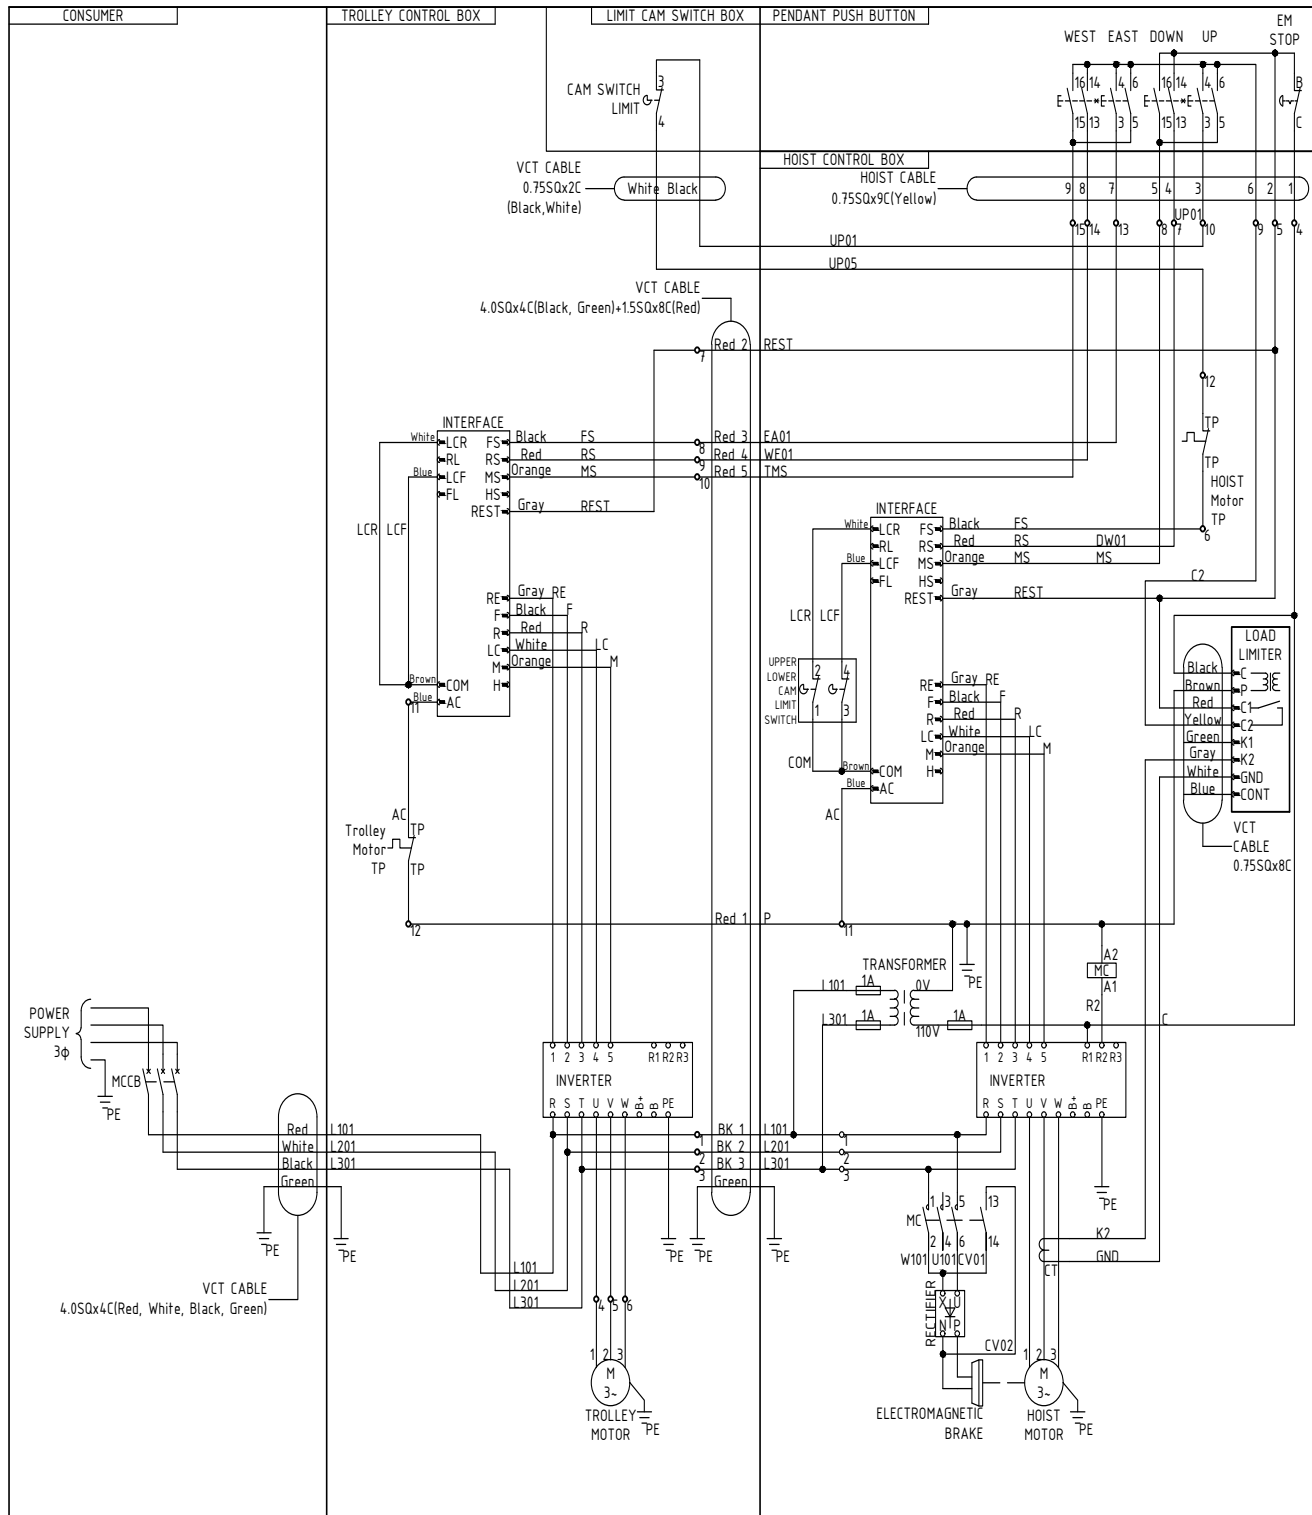 CONSUMER
TROLLEY CONTROL BOX
LIMIT CAM SWITCH BOX
PENDANT PUSH BUTTON
EM
STOP
WEST EAST DOWN UP
16 14 4 6 16 14 4 6 B
15 13 3 5 15 13 3 5 C
CAM SWITCH
LIMIT
3
4
HOIST CONTROL BOX
VCT CABLE
0.75SQx2C
(Black,White)
White Black
HOIST CABLE
0.75SQx9C(Yellow)
9 8 7 5 4 3 6 2 1
UP01
15 14 13 8 7 10 9 5 4
UP01
UP05
VCT CABLE
4.0SQx4C(Black, Green)+1.5SQx8C(Red)
7 Red 2 REST
12
INTERFACE
White LCR FS Black FS 8 Red 3 EA01
RL RS Red RS 9 Red 4 WE01
Blue LCF MS Orange MS 10 Red 5 TMS
FL HS
REST Gray REST
LCR LCF
TP
TP
HOIST
Motor
TP
6
INTERFACE
White LCR FS Black FS
RL RS Red RS DW01
Blue LCF MS Orange MS MS
FL HS C2
REST Gray REST
LCR LCF
RE Gray RE
F Black F
R Red R
LC White LC
M Orange M
Brown COM H
11 Blue AC
UPPER
LOWER
CAM
LIMIT
SWITCH
2 4
1 3
RE Gray RE
F Black F
R Red R
LC White LC
M Orange M
COM Brown COM H
Blue AC
AC
LOAD
LIMITER
Black C
Brown P
Red C1
Yellow C2
Green K1
Gray K2
White GND
Blue CONT
VCT
CABLE
0.75SQx8C
AC
Trolley
Motor
TP
TP
TP
12 Red 1 P 11
TRANSFORMER
PE
A2
MC
A1
R2
L101 1A 0V
L301 1A 110V 1A C
POWER
SUPPLY
3ϕ
MCCB
PE
1 2 3 4 5 R1 R2 R3
INVERTER
R S T U V W B+ B PE
1 2 3 4 5 R1 R2 R3
INVERTER
R S T U V W B+ B PE
Red L101 BK 1 1 L101 1
White L201 BK 2 2 L201 2
Black L301 BK 3 3 L301 3
Green Green
PE PE PE PE PE PE
L101
L201
L301
VCT CABLE
4.0SQx4C(Red, White, Black, Green)
4 5 6
1 2 3
M
3~
TROLLEY
MOTOR
PE
MC 1 3 5 13
2 4 6 14
W101 U101 CV01
K2
GND
CT
RECTIFIER
X U
N P
CV02
ELECTROMAGNETIC
BRAKE
1 2 3
M
3~
HOIST
MOTOR
PE